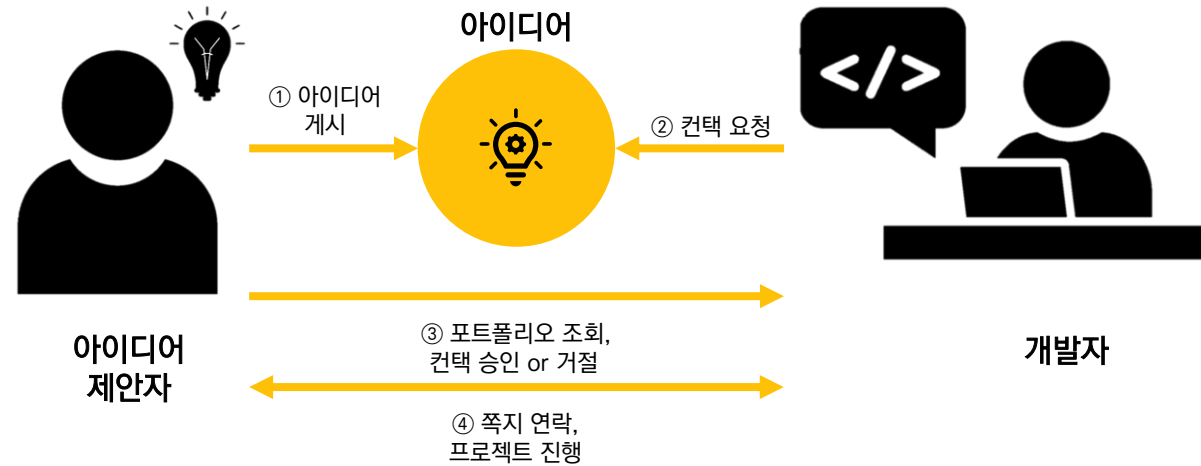 아이디어
① 아이디어
게시
② 컨택 요청
</>
③ 포트폴리오 조회,
컨택 승인 or 거절
아이디어
제안자
개발자
④ 쪽지 연락,
프로젝트 진행